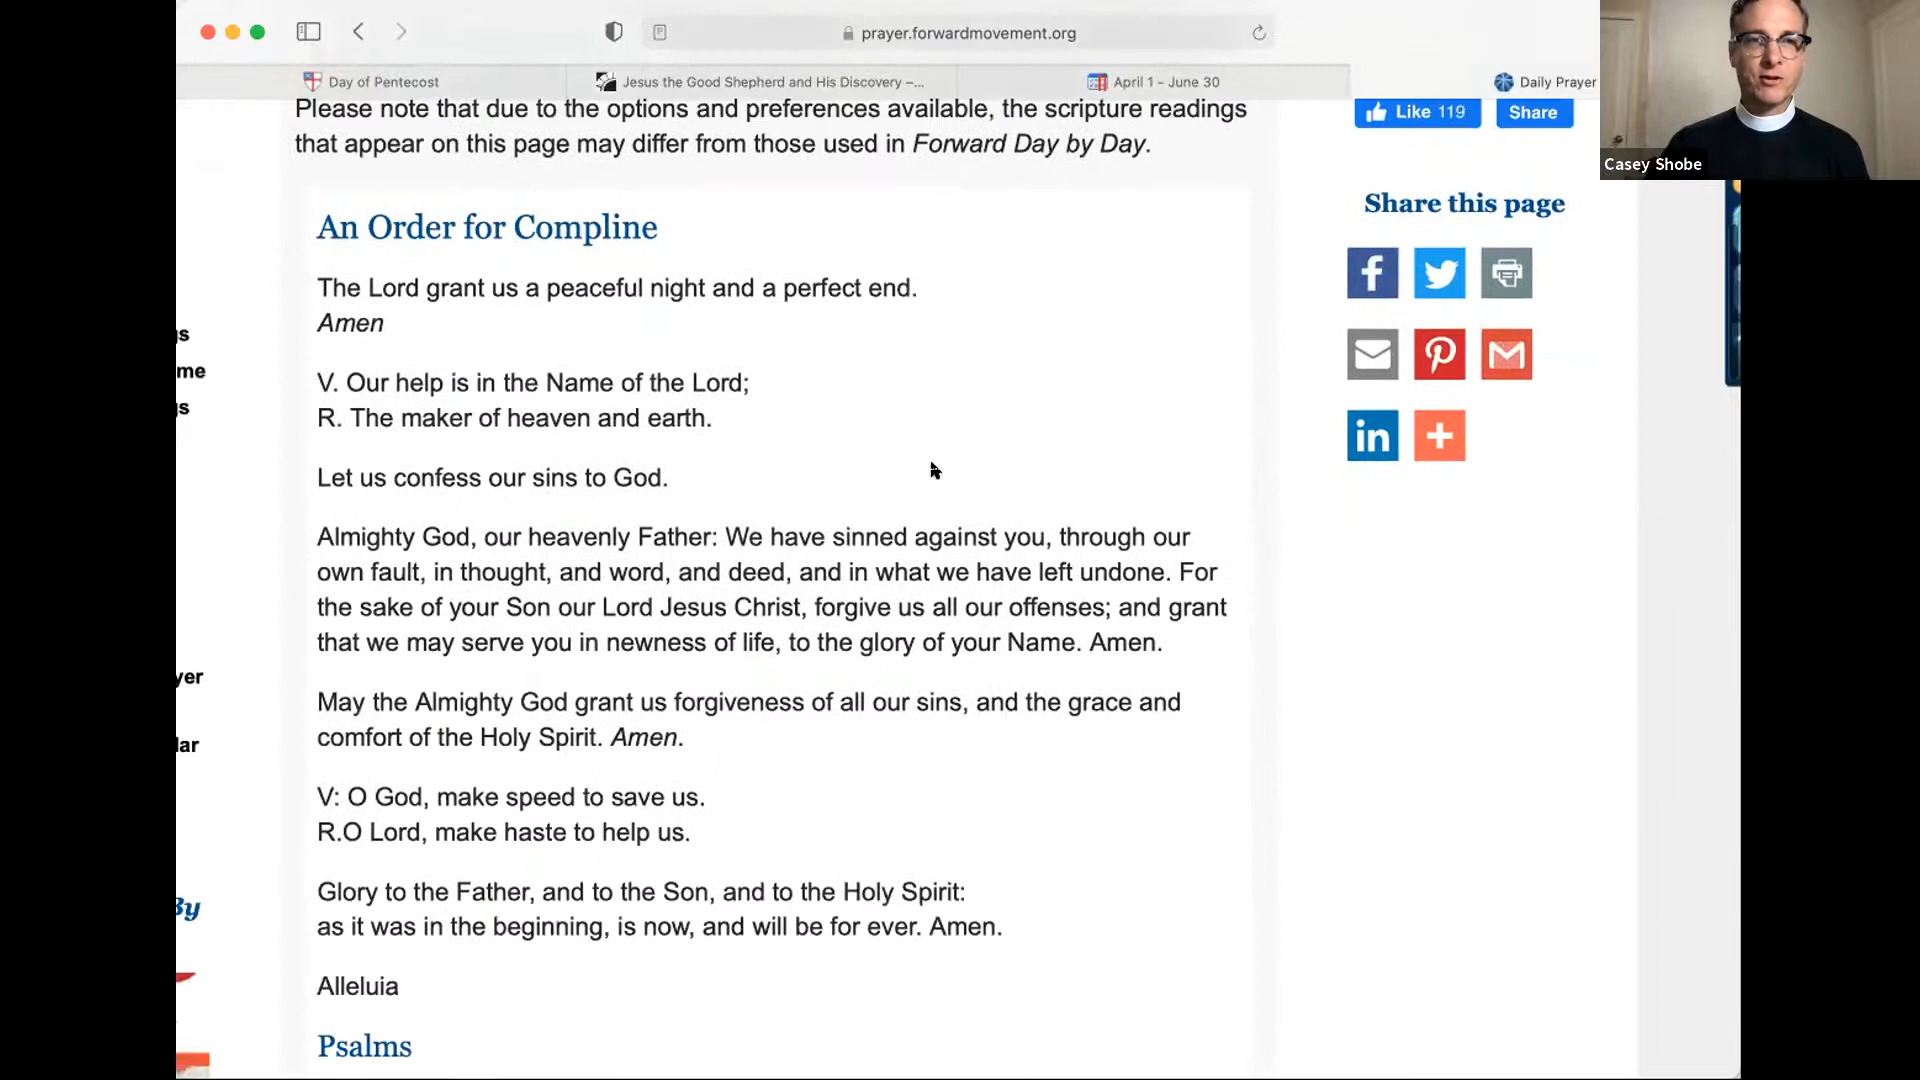 prayer.forwardmovement.org
Day of Pentecost
Jesus the Good Shepherd and His Discovery –...
April 1 – June 30
Daily Prayer
Please note that due to the options and preferences available, the scripture readings
that appear on this page may differ from those used in Forward Day by Day.
Like 119
Share
Casey Shobe
Share this page
An Order for Compline
The Lord grant us a peaceful night and a perfect end.
Amen
V. Our help is in the Name of the Lord;
R. The maker of heaven and earth.
Let us confess our sins to God.
Almighty God, our heavenly Father: We have sinned against you, through our
own fault, in thought, and word, and deed, and in what we have left undone. For
the sake of your Son our Lord Jesus Christ, forgive us all our offenses; and grant
that we may serve you in newness of life, to the glory of your Name. Amen.
May the Almighty God grant us forgiveness of all our sins, and the grace and
comfort of the Holy Spirit. Amen.
V: O God, make speed to save us.
R.O Lord, make haste to help us.
Glory to the Father, and to the Son, and to the Holy Spirit:
as it was in the beginning, is now, and will be for ever. Amen.
Alleluia
Psalms
me
yer
lar
By
in